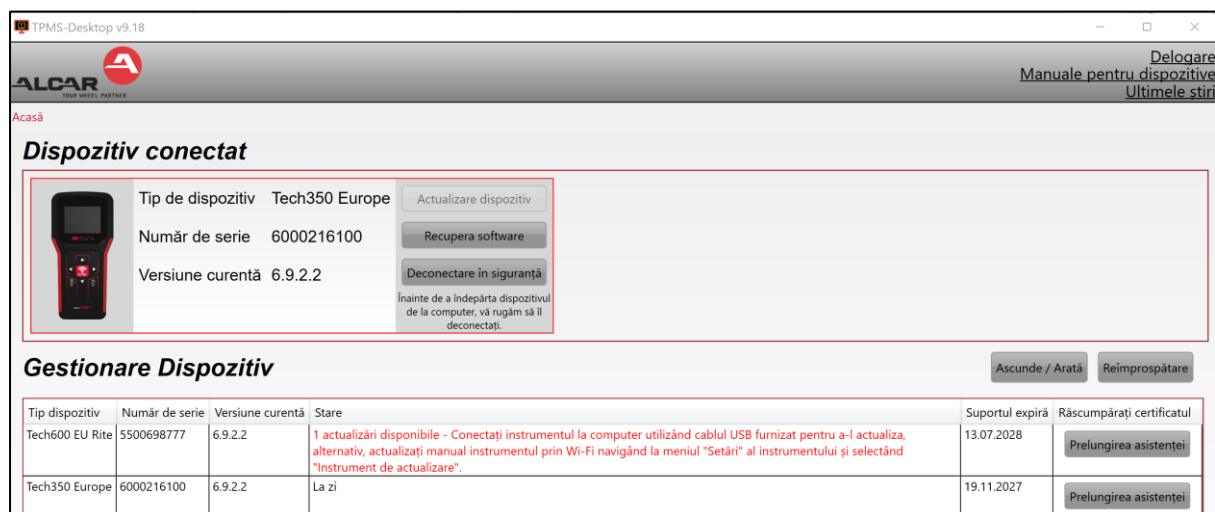 TPMS-Desktop v9.18
Delogare
ALCAR
YOUR WHEEL PARTNER
Manuale pentru dispozitive
Ultimele știri
Acasă
Dispozitiv conectat
Tip de dispozitiv Tech350 Europe Actualizare dispozitiv
Număr de serie 6000216100 Recupera software
Versiune curentă 6.9.2.2 Deconectare în siguranță
Înainte de a îndepărta dispozitivul
de la computer, vă rugăm să îl
deconectați.
Gestionare Dispozitiv
Ascunde / Arată Reîmprospătare
Tip dispozitiv Număr de serie Versiune curentă Stare Suportul expiră Răscumpărați certificatul
Tech600 EU Rite 5500698777 6.9.2.2 1 actualizări disponibile - Conectați instrumentul la computer utilizând cablul USB furnizat pentru a-l actualiza, 13.07.2028
alternativ, actualizați manual instrumentul prin Wi-Fi navigând la meniul "Setări" al instrumentului și selectând Prelungirea asistenței
"Instrument de actualizare".
Tech350 Europe 6000216100 6.9.2.2 La zi 19.11.2027 Prelungirea asistenței